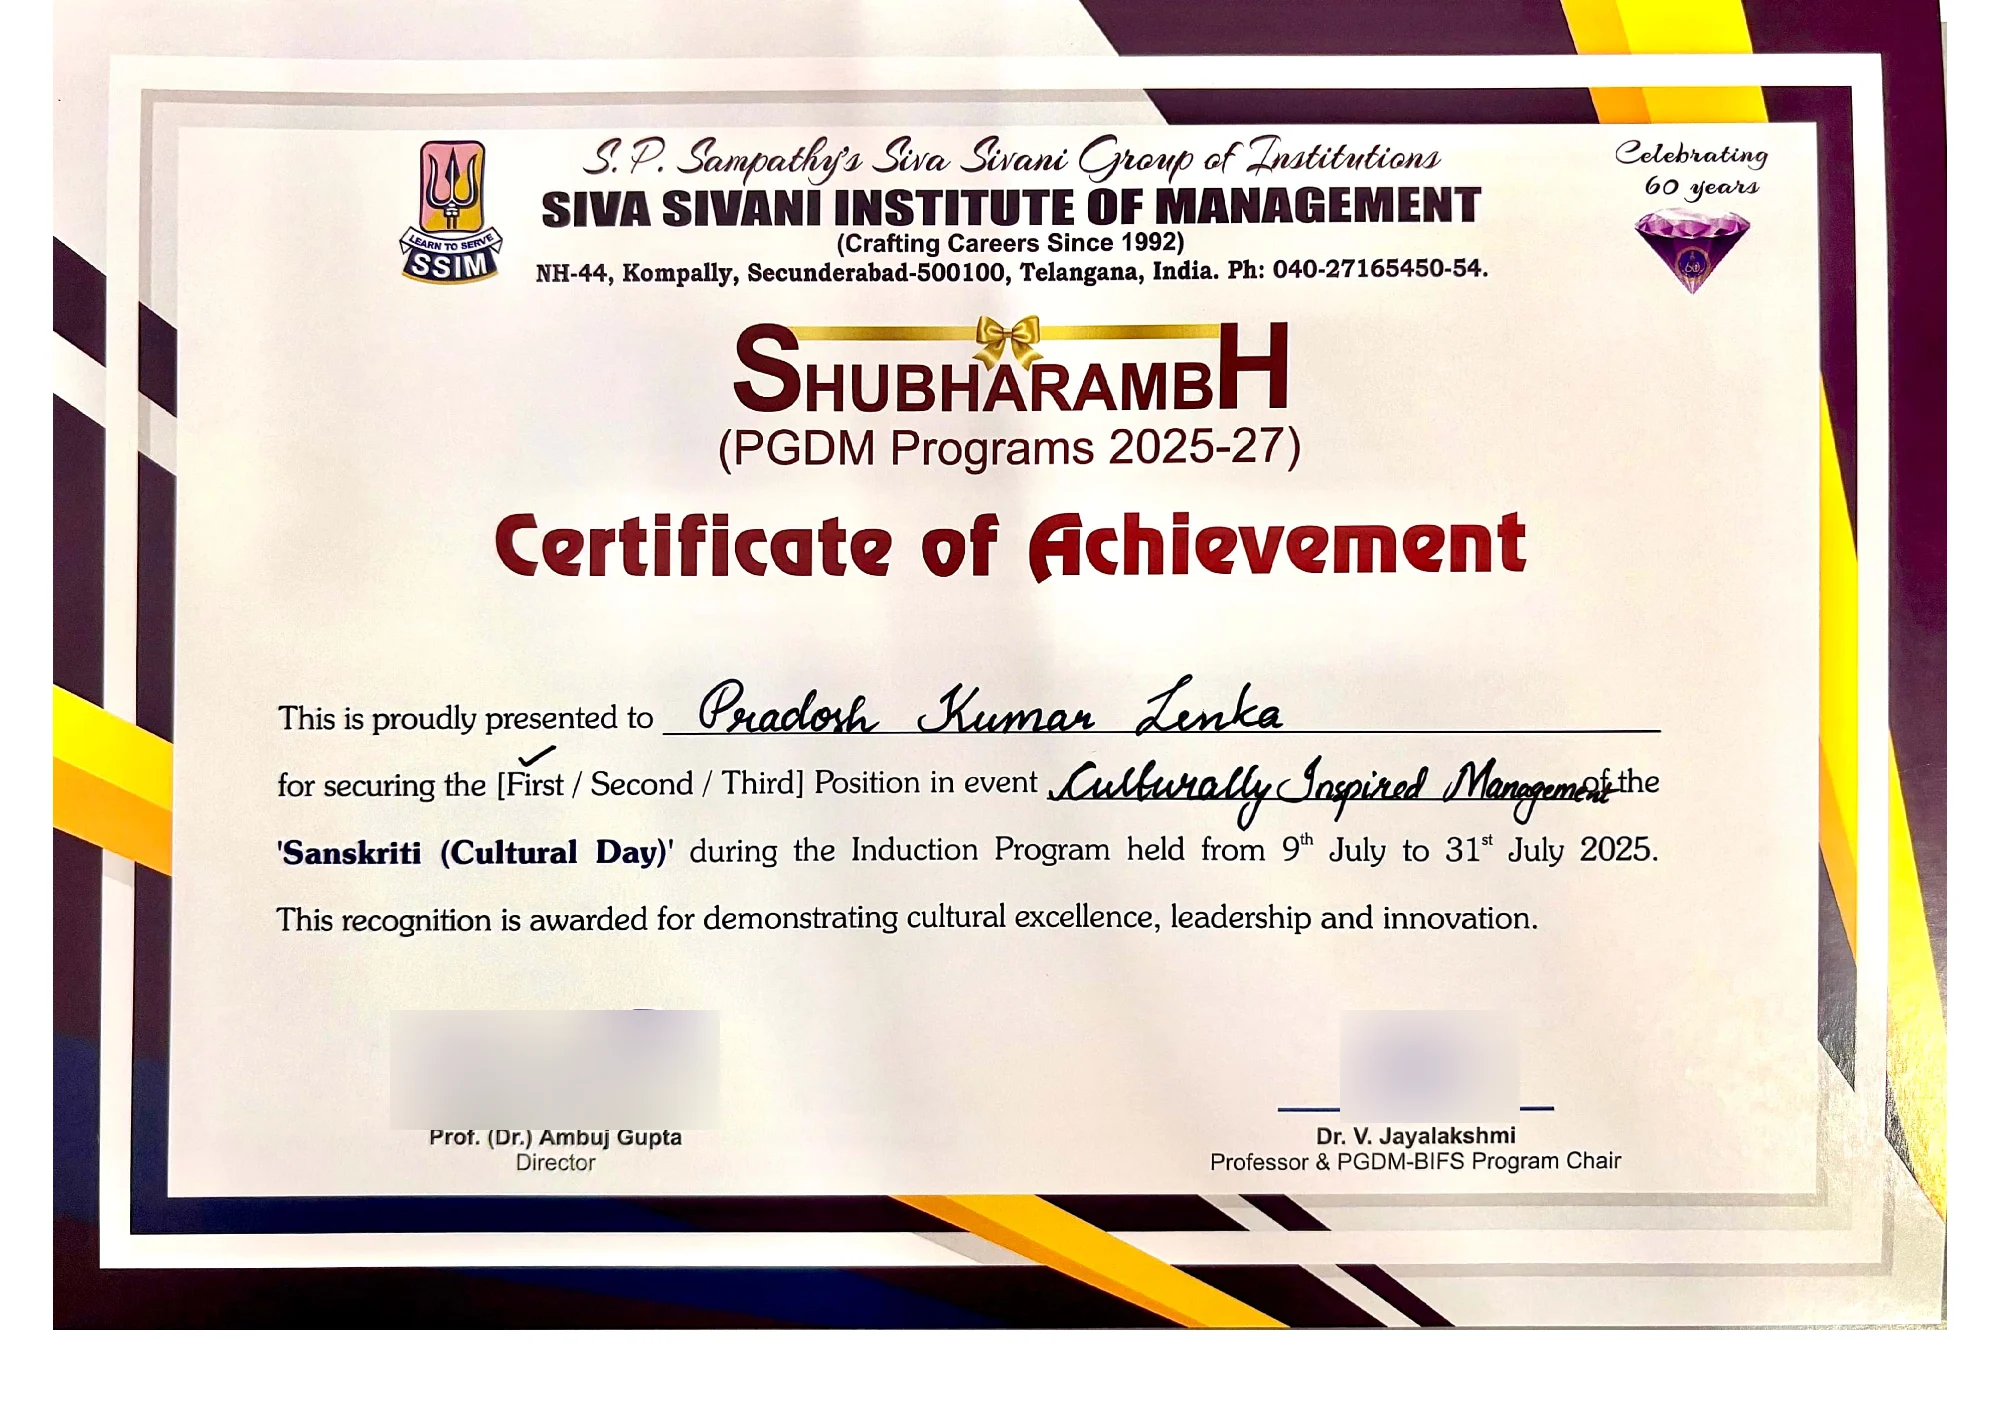 S. P. Sampathy's Siva Sivani Group of Institutions
SIVA SIVANI INSTITUTE OF MANAGEMENT
(Crafting Careers Since 1992)
NH-44, Kompally, Secunderabad-500100, Telangana, India. Ph: 040-27165450-54.
LEARN TO SERVE
SSIM
Celebrating
60 years
60
SHUBHARAMBH
(PGDM Programs 2025-27)
Certificate of Achievement
This is proudly presented to Pradosh Kumar Lenka
for securing the [First / Second / Third] Position in event Culturally Inspired Management of the
'Sanskriti (Cultural Day)' during the Induction Program held from 9th July to 31st July 2025.
This recognition is awarded for demonstrating cultural excellence, leadership and innovation.
Prof. (Dr.) Ambuj Gupta
Director
Dr. V. Jayalakshmi
Professor & PGDM-BIFS Program Chair